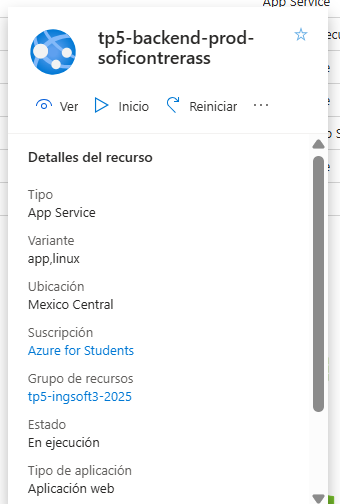 App Service
tp5-backend-prod-
soficontrerass
Ver Inicio Reiniciar ...
Detalles del recurso
Tipo
App Service
Variante
app,linux
Ubicación
Mexico Central
Suscripción
Azure for Students
Grupo de recursos
tp5-ingsoft3-2025
Estado
En ejecución
Tipo de aplicación
Aplicación web